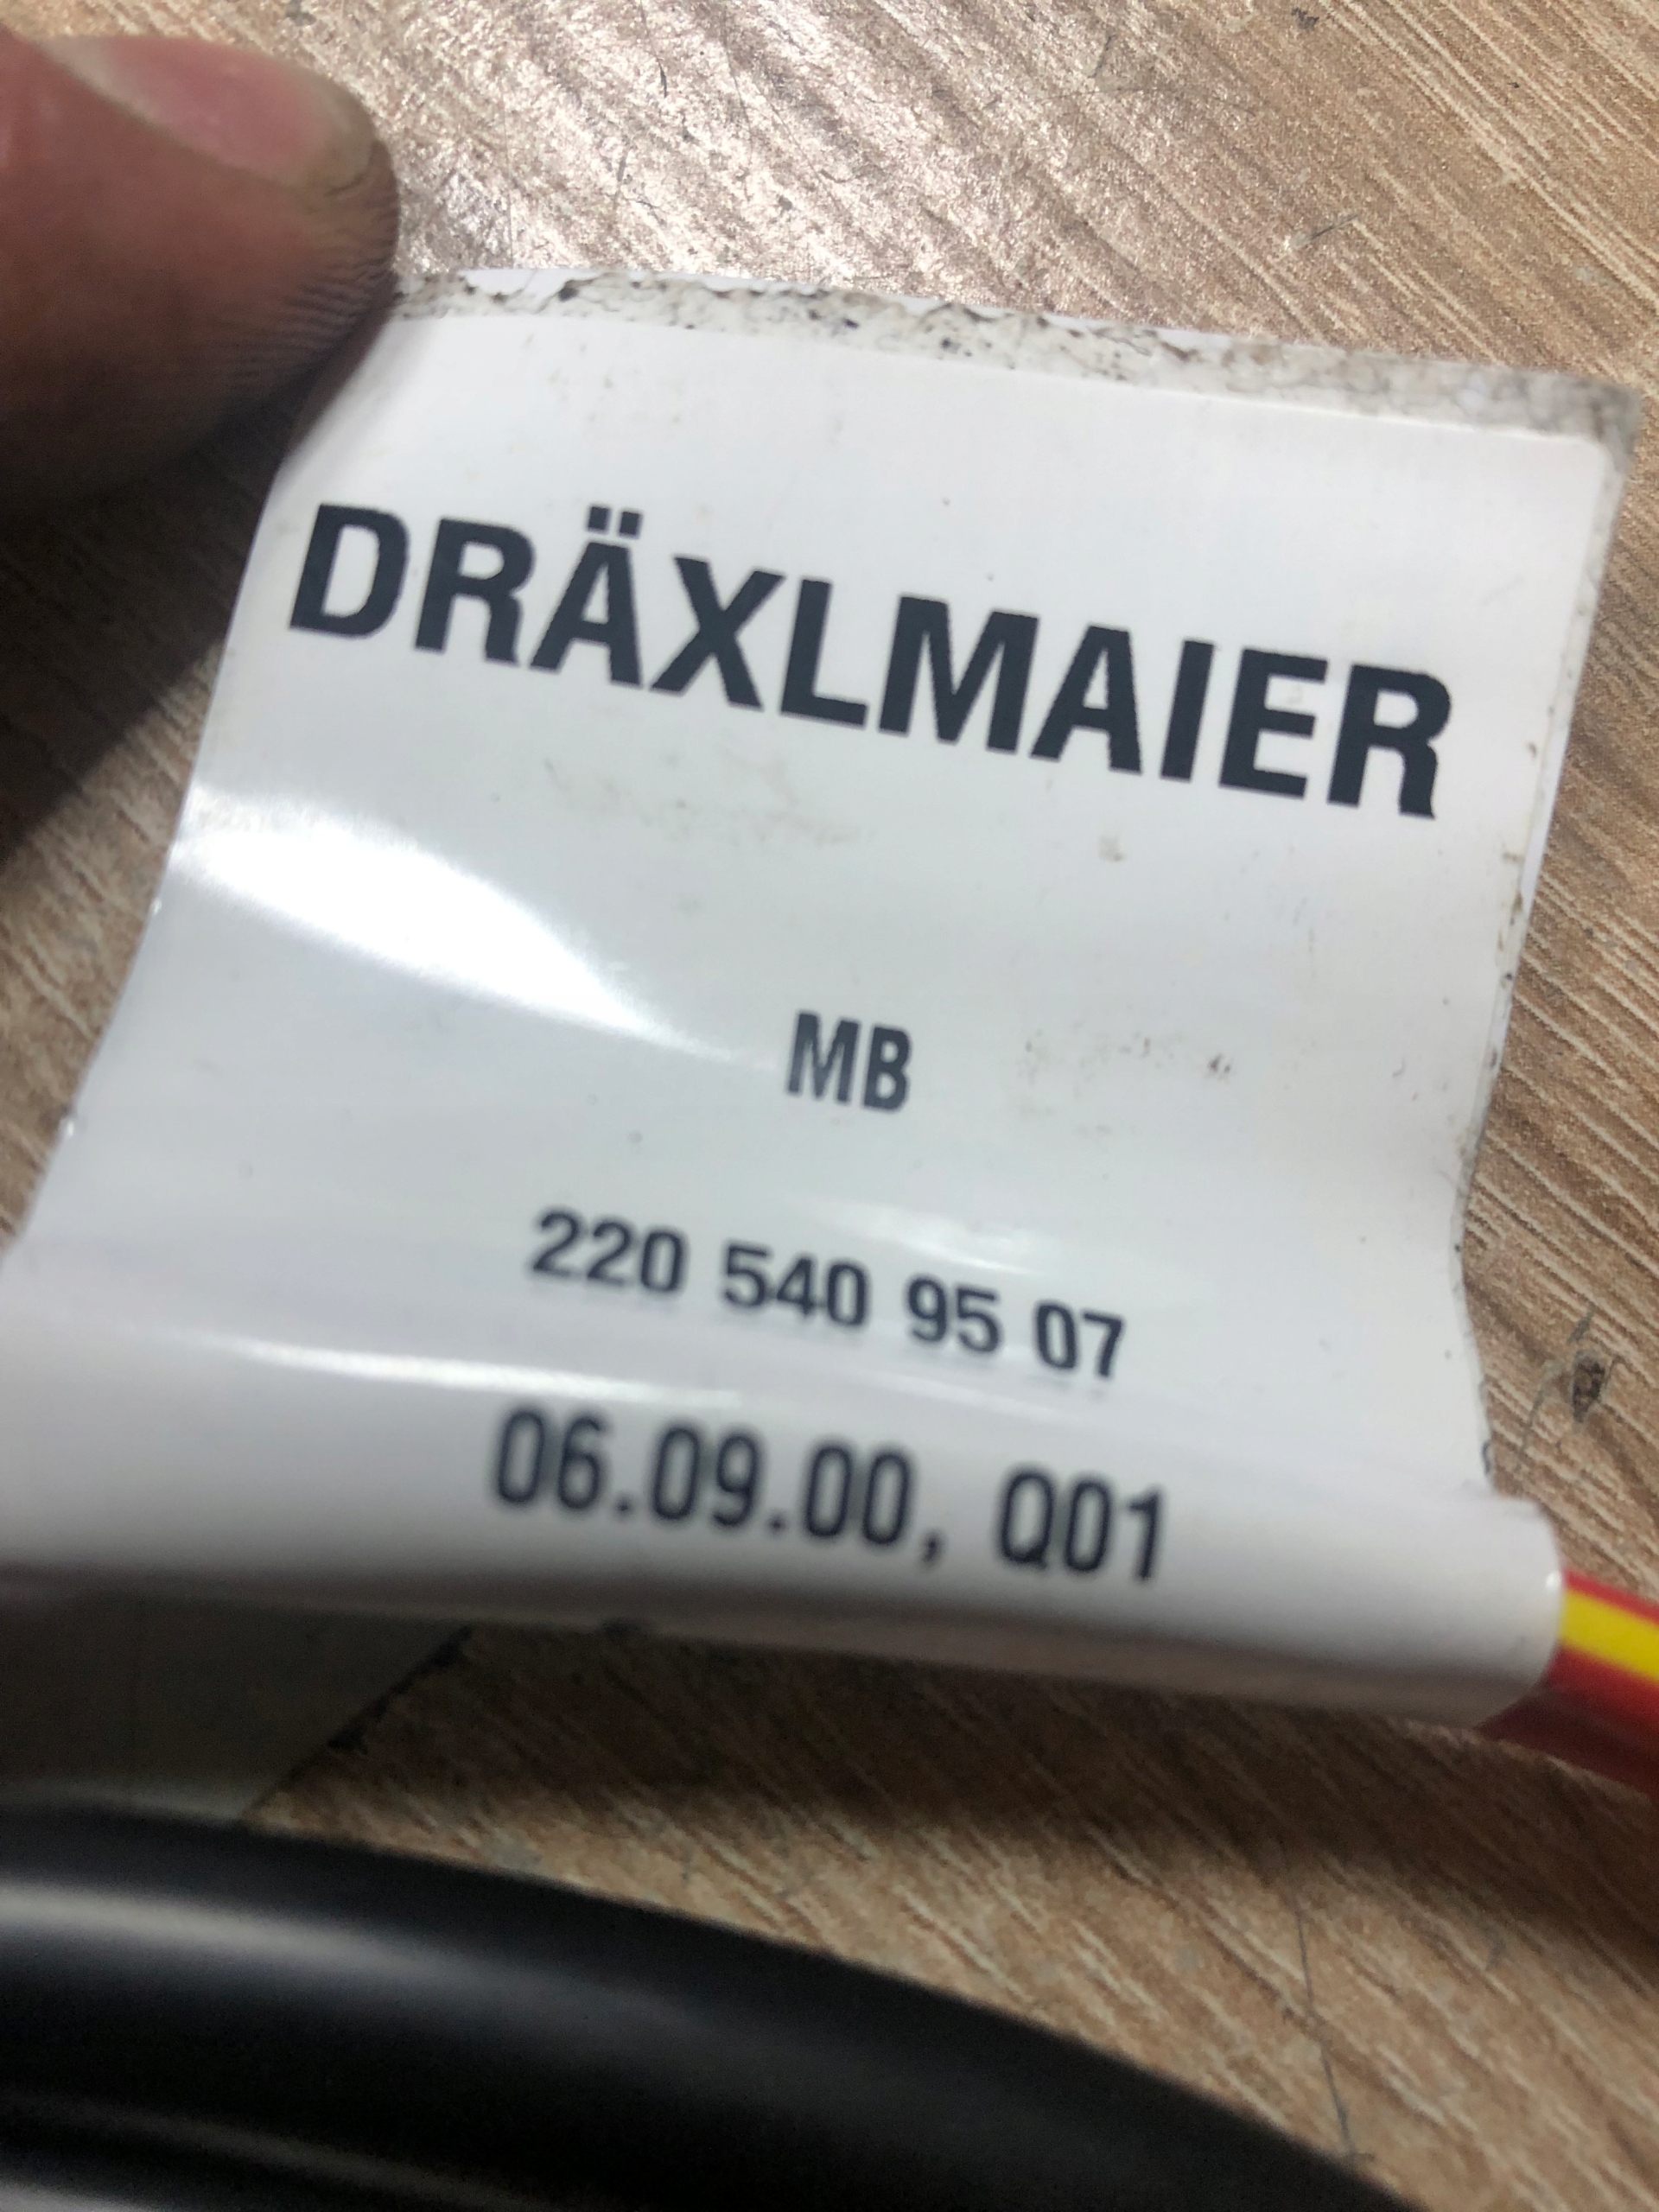 DRÄXLMAIER
MB
220 540 95 07
06.09.00, Q01